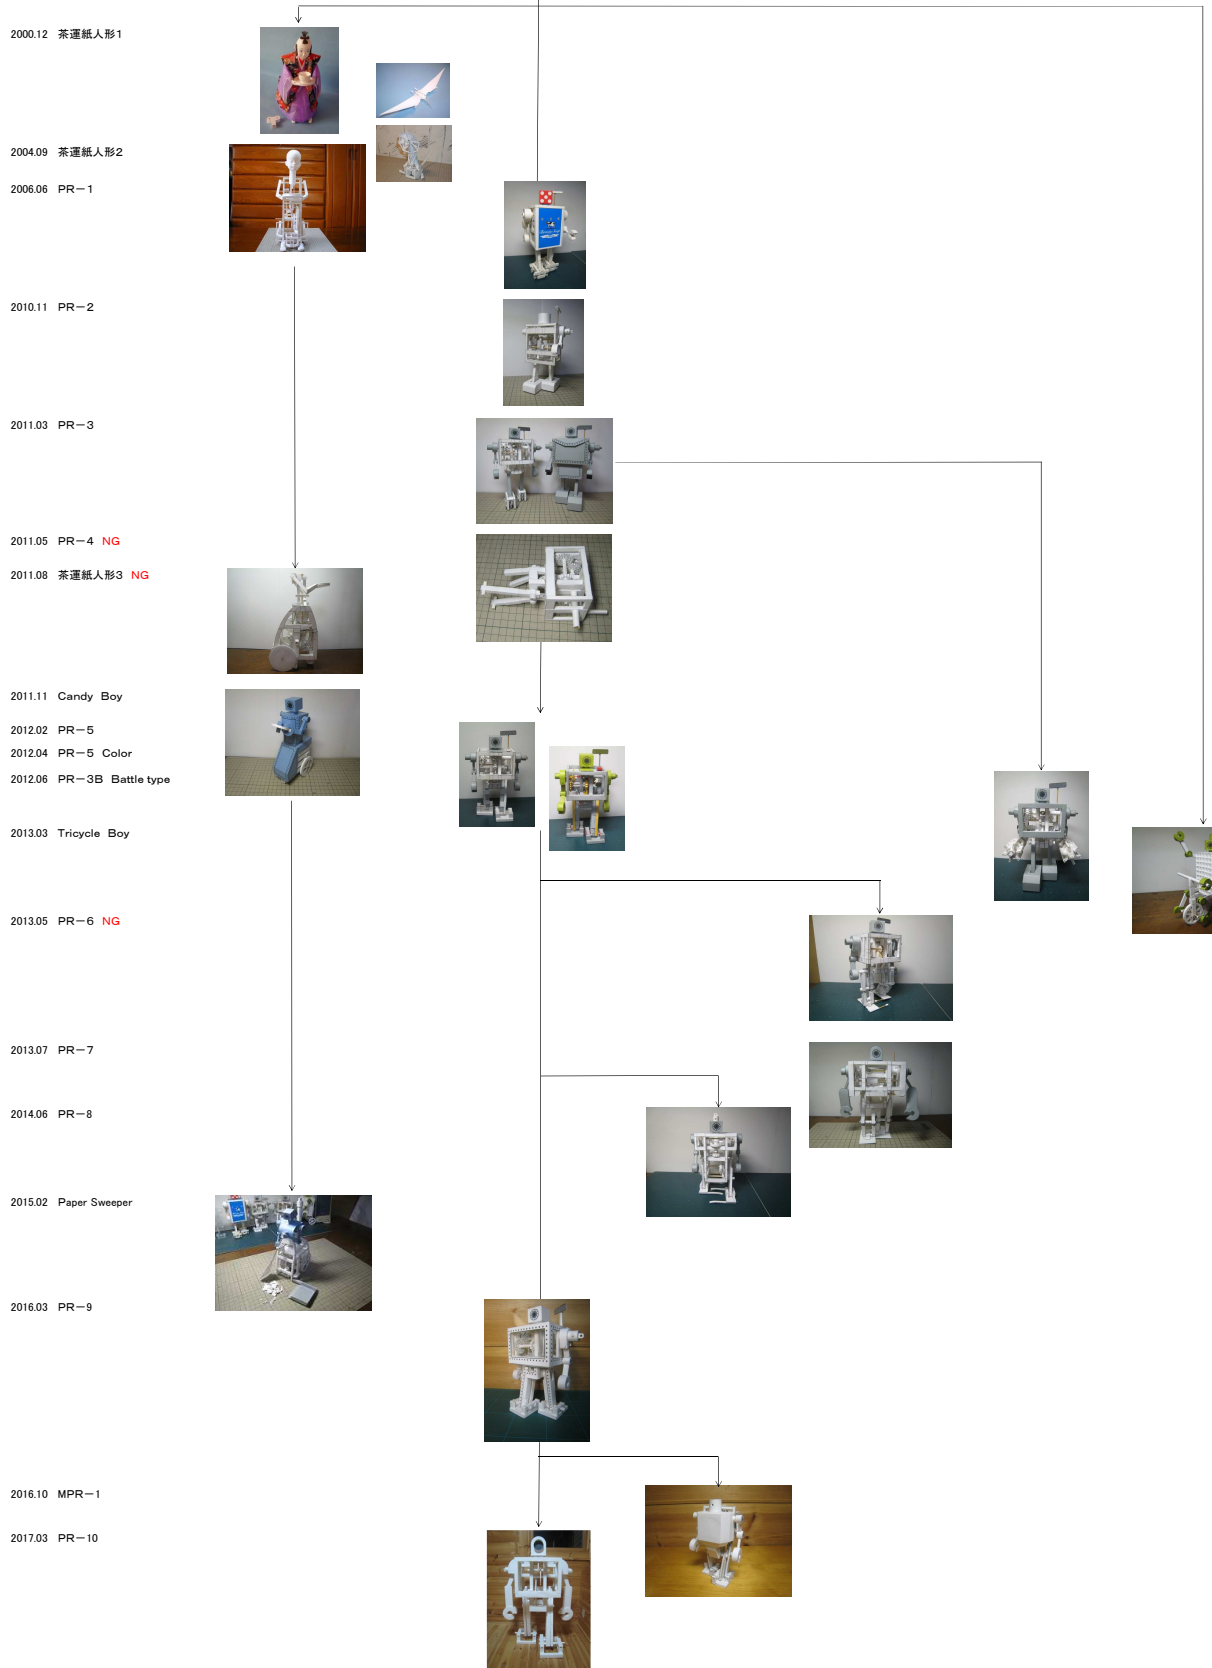 2000.12 茶運紙人形1
2004.09 茶運紙人形2
2006.06 PR－1
2010.11 PR－2
2011.03 PR－3
2011.05 PR－4 NG
2011.08 茶運紙人形3 NG
2011.11 Candy Boy
2012.02 PR－5
2012.04 PR－5 Color
2012.06 PR－3B Battle type
2013.03 Tricycle Boy
2013.05 PR－6 NG
2013.07 PR－7
2014.06 PR－8
2015.02 Paper Sweeper
2016.03 PR－9
2016.10 MPR－1
2017.03 PR－10